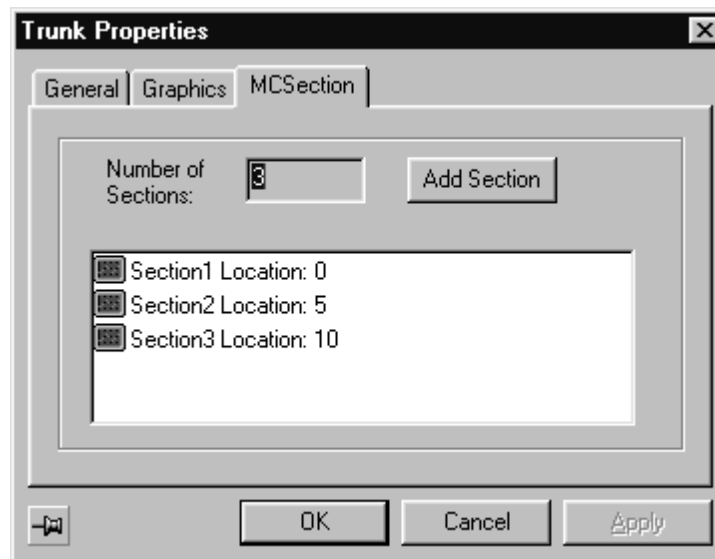 Trunk Properties
General Graphics MCSection
Number of
Sections:
3
Add Section
Section1 Location: 0
Section2 Location: 5
Section3 Location: 10
OK Cancel Apply